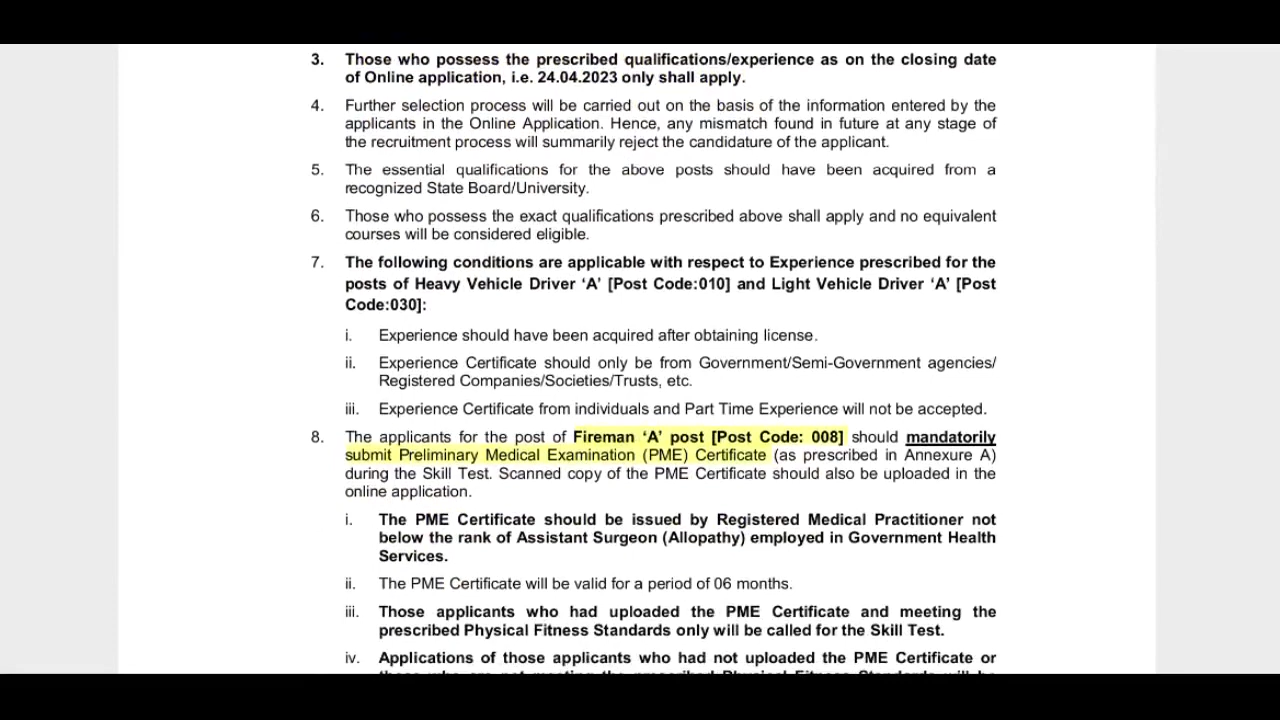 3. Those who possess the prescribed qualifications/experience as on the closing date
of Online application, i.e. 24.04.2023 only shall apply.
4. Further selection process will be carried out on the basis of the information entered by the
applicants in the Online Application. Hence, any mismatch found in future at any stage of
the recruitment process will summarily reject the candidature of the applicant.
5. The essential qualifications for the above posts should have been acquired from a
recognized State Board/University.
6. Those who possess the exact qualifications prescribed above shall apply and no equivalent
courses will be considered eligible.
7. The following conditions are applicable with respect to Experience prescribed for the
posts of Heavy Vehicle Driver ‘A’ [Post Code:010] and Light Vehicle Driver ‘A’ [Post
Code:030]:
i. Experience should have been acquired after obtaining license.
ii. Experience Certificate should only be from Government/Semi-Government agencies/
Registered Companies/Societies/Trusts, etc.
iii. Experience Certificate from individuals and Part Time Experience will not be accepted.
8. The applicants for the post of Fireman ‘A’ post [Post Code: 008] should mandatorily
submit Preliminary Medical Examination (PME) Certificate (as prescribed in Annexure A)
during the Skill Test. Scanned copy of the PME Certificate should also be uploaded in the
online application.
i. The PME Certificate should be issued by Registered Medical Practitioner not
below the rank of Assistant Surgeon (Allopathy) employed in Government Health
Services.
ii. The PME Certificate will be valid for a period of 06 months.
iii. Those applicants who had uploaded the PME Certificate and meeting the
prescribed Physical Fitness Standards only will be called for the Skill Test.
iv. Applications of those applicants who had not uploaded the PME Certificate or
those who are not meeting the prescribed Physical Fitness Standards will be